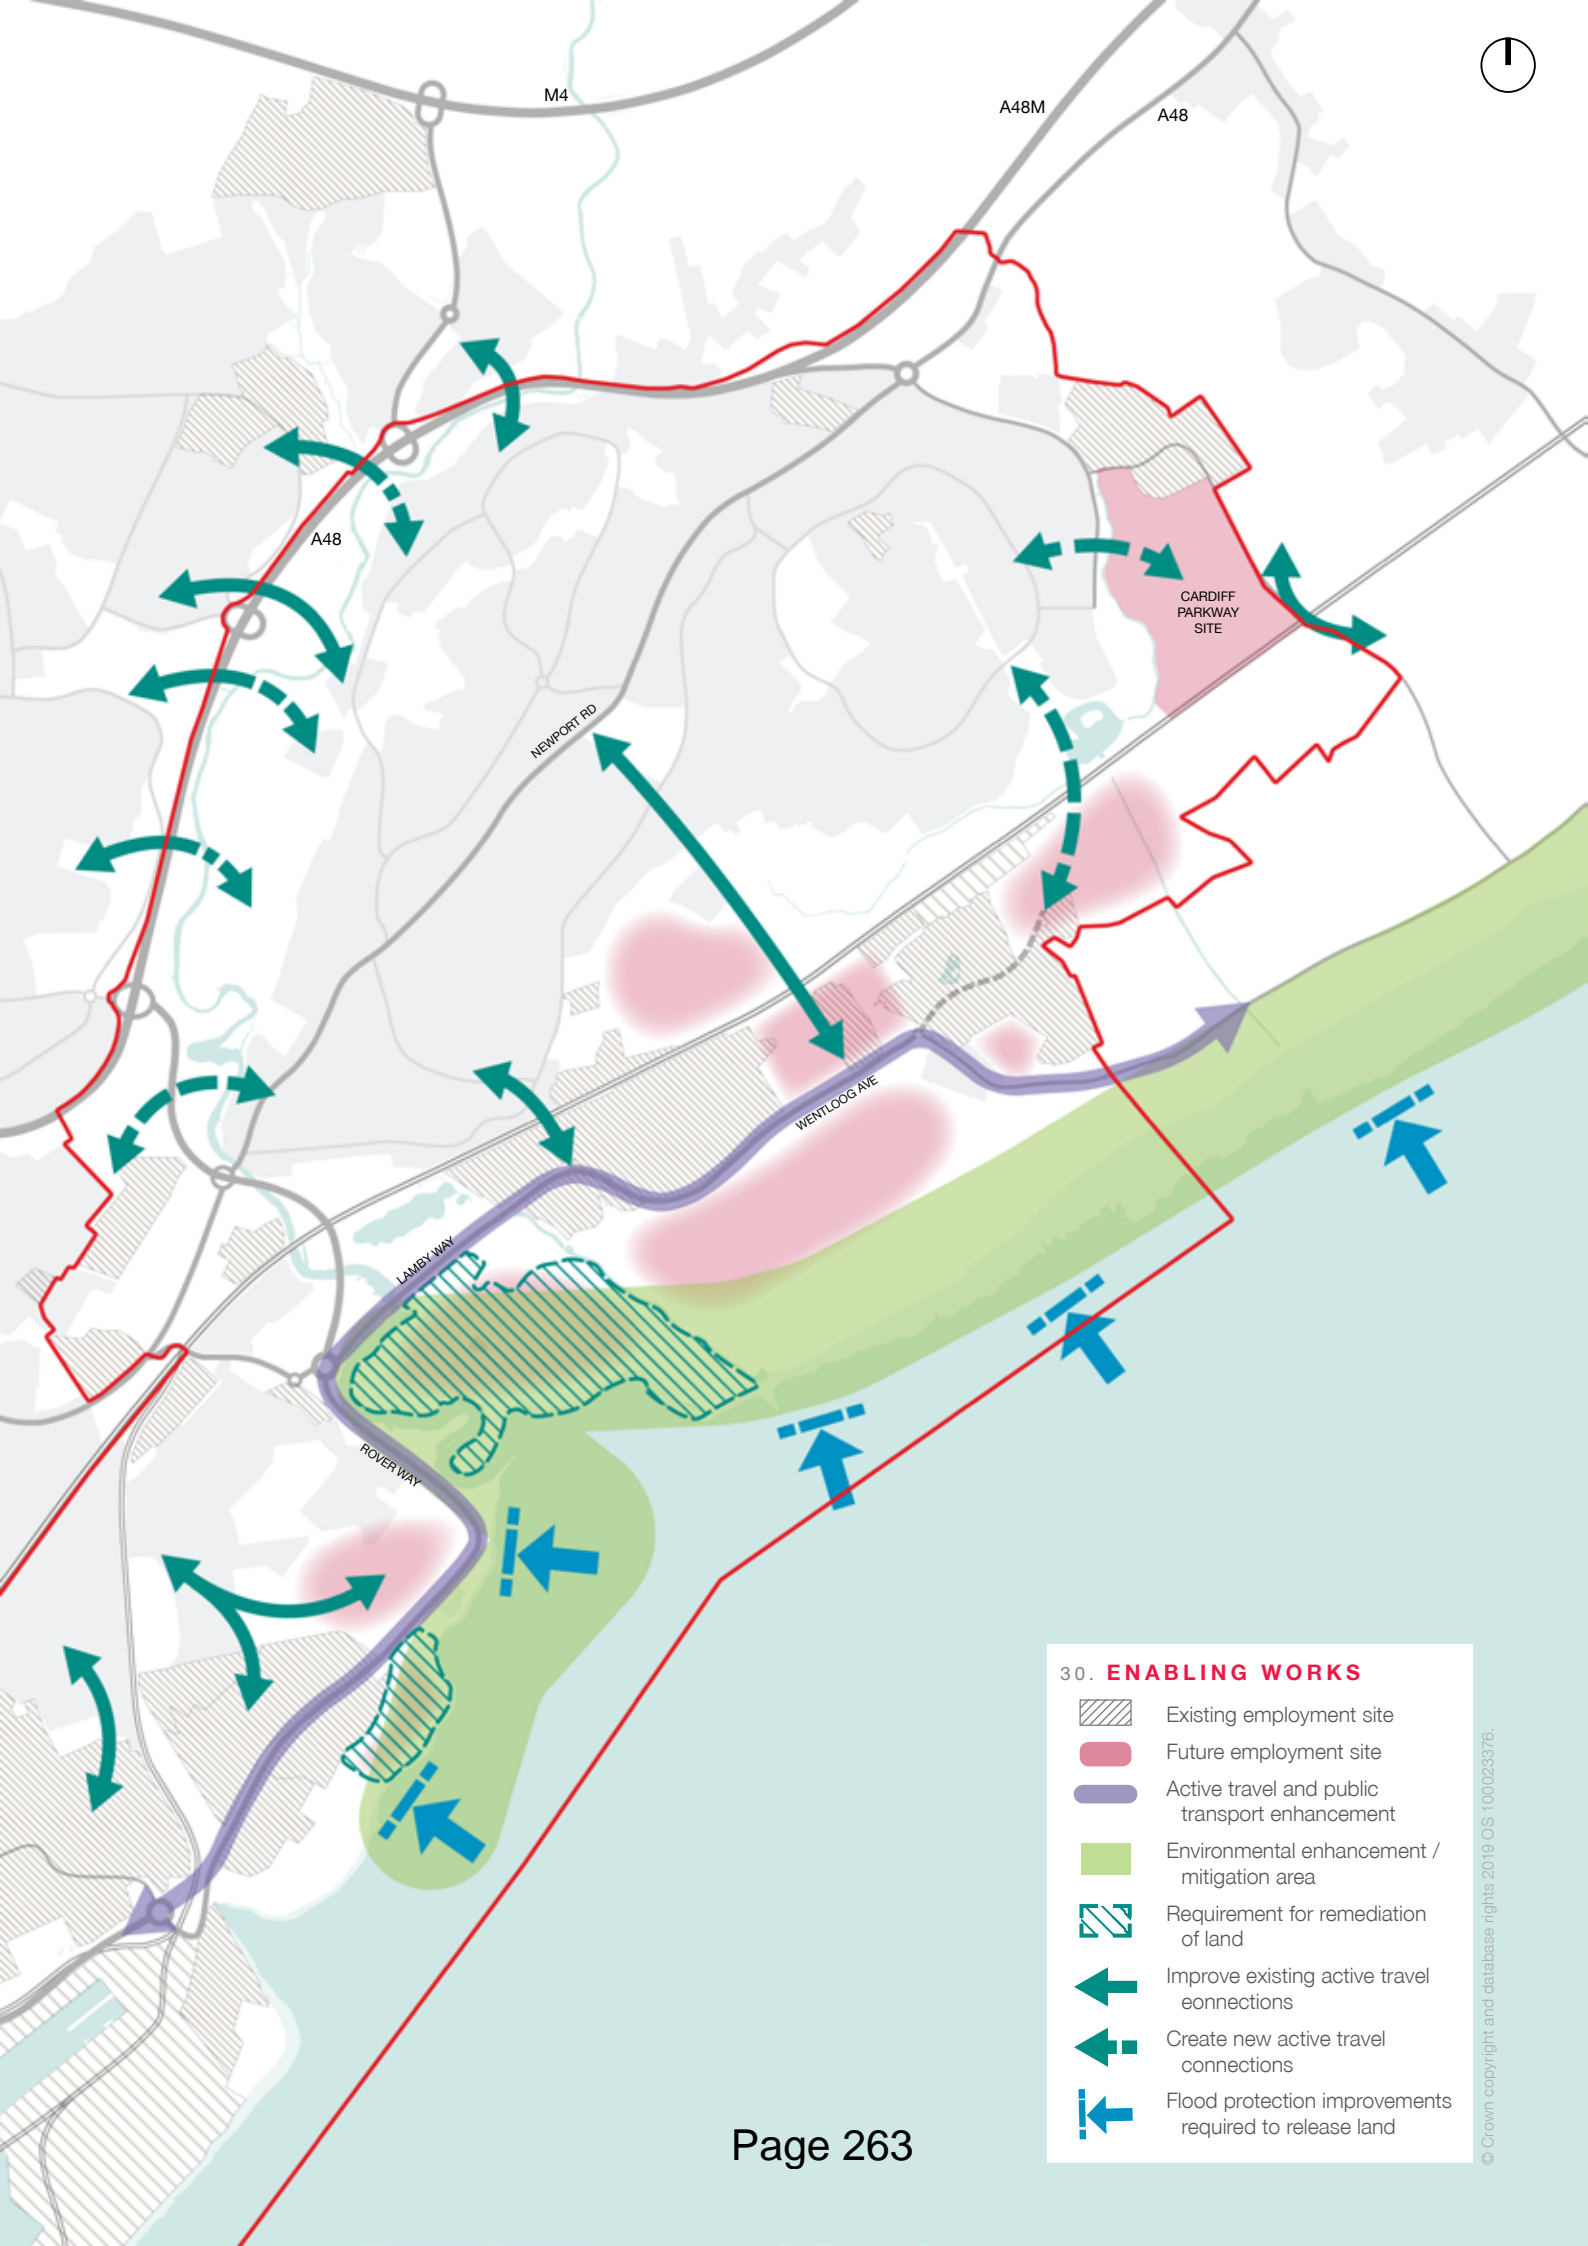 M4
A48M
A48
A48
CARDIFF
PARKWAY
SITE
NEWPORT RD
WENTLOOG AVE
LAMBY WAY
ROVER WAY
30. ENABLING WORKS
Existing employment site
Future employment site
Active travel and public
transport enhancement
Environmental enhancement /
mitigation area
Requirement for remediation
of land
Improve existing active travel
eonnections
Create new active travel
connections
Flood protection improvements
required to release land
© Crown copyright and database rights 2019 OS 100023376.
Page 263